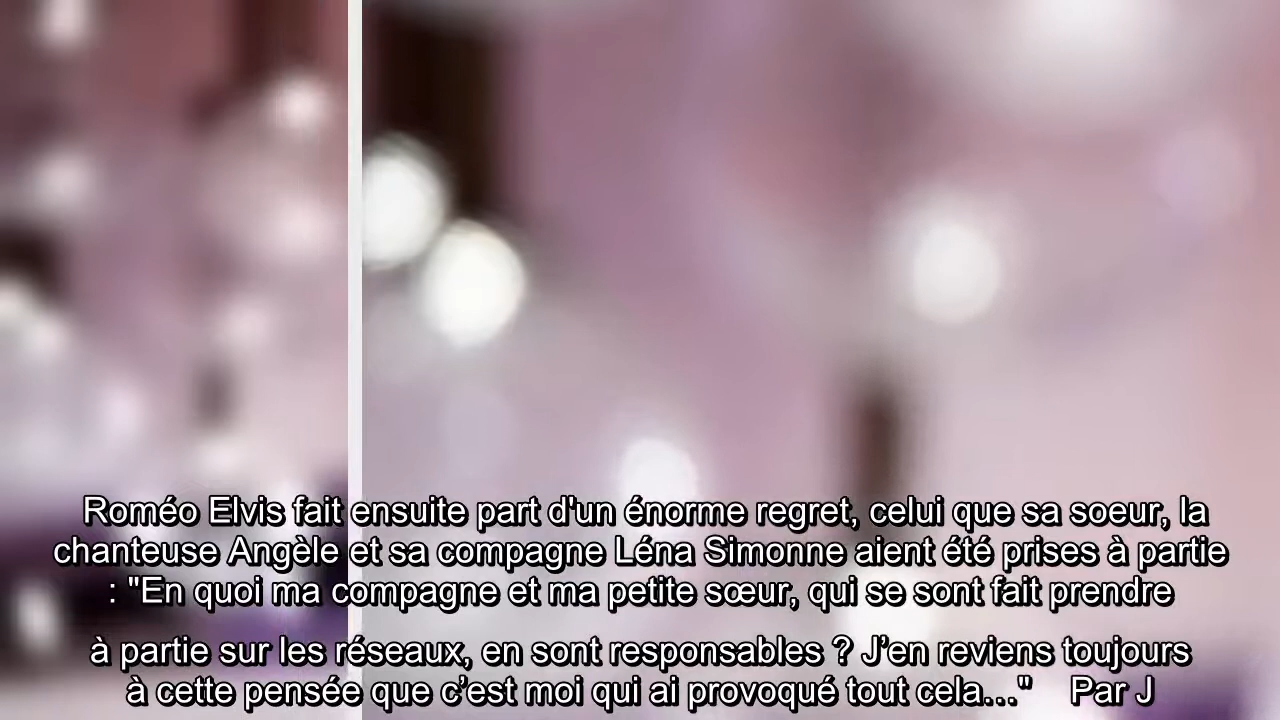 Roméo Elvis fait ensuite part d'un énorme regret, celui que sa soeur, la
chanteuse Angèle et sa compagne Léna Simonne aient été prises à partie
: "En quoi ma compagne et ma petite sœur, qui se sont fait prendre
à partie sur les réseaux, en sont responsables ? J’en reviens toujours
à cette pensée que c’est moi qui ai provoqué tout cela…" Par J